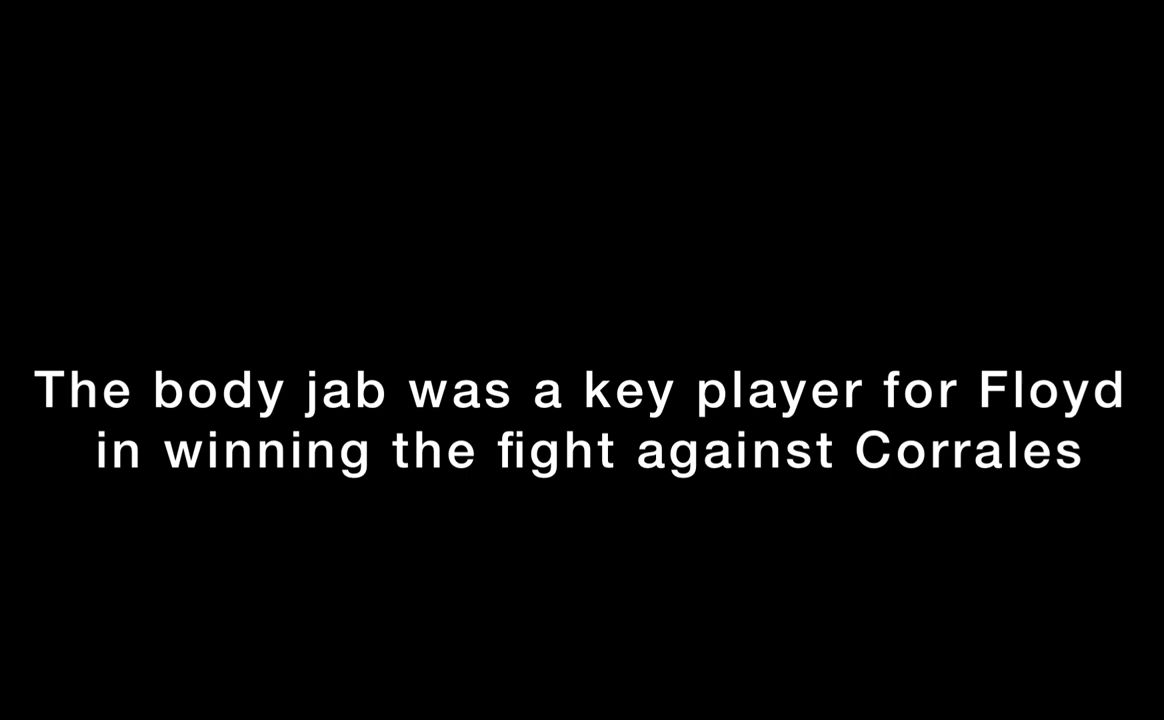 The body jab was a key player for Floyd
in winning the fight against Corrales